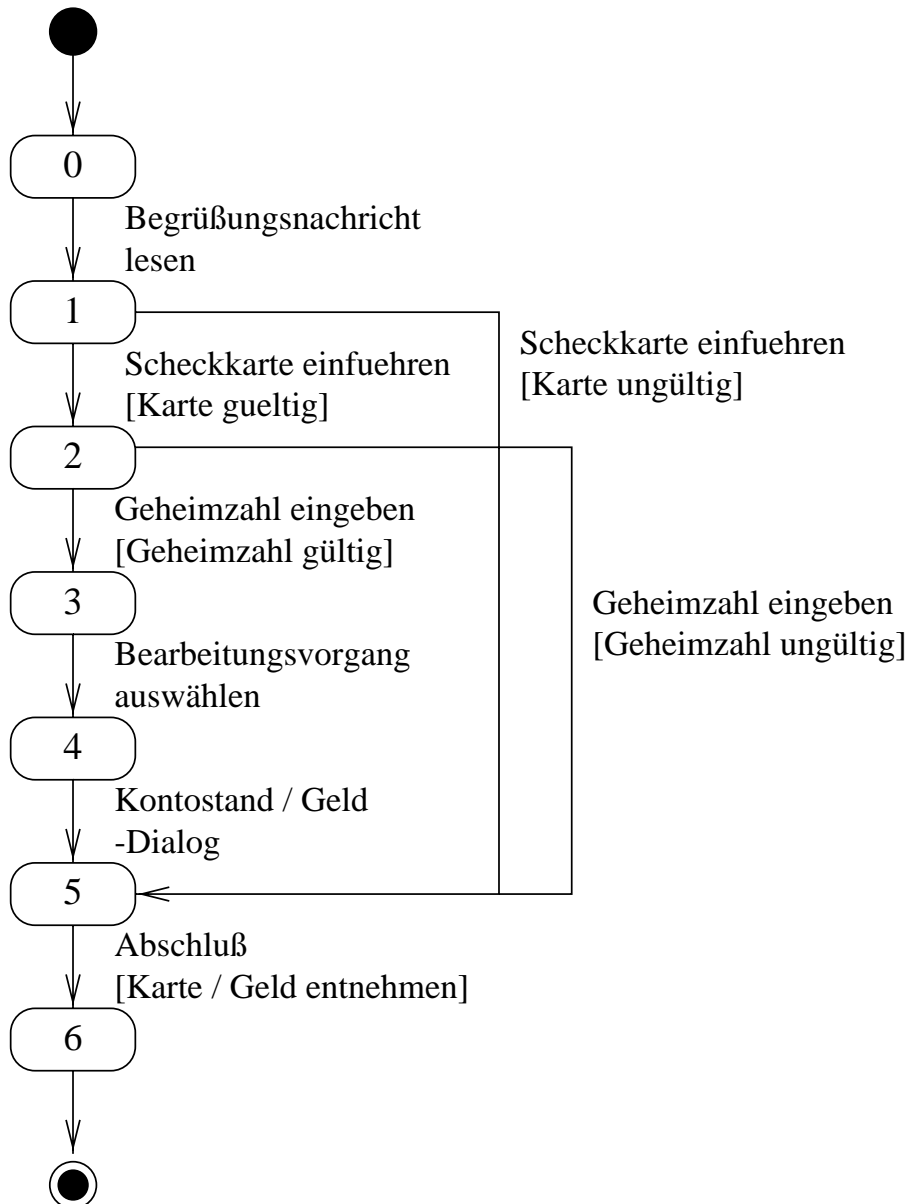 0
Begrüßungsnachricht
lesen
1
Scheckkarte einfuehren
[Karte ungültig]
Scheckkarte einfuehren
[Karte gueltig]
2
Geheimzahl eingeben
[Geheimzahl gültig]
3
Geheimzahl eingeben
[Geheimzahl ungültig]
Bearbeitungsvorgang
auswählen
4
Kontostand / Geld
-Dialog
5
Abschluß
[Karte / Geld entnehmen]
6